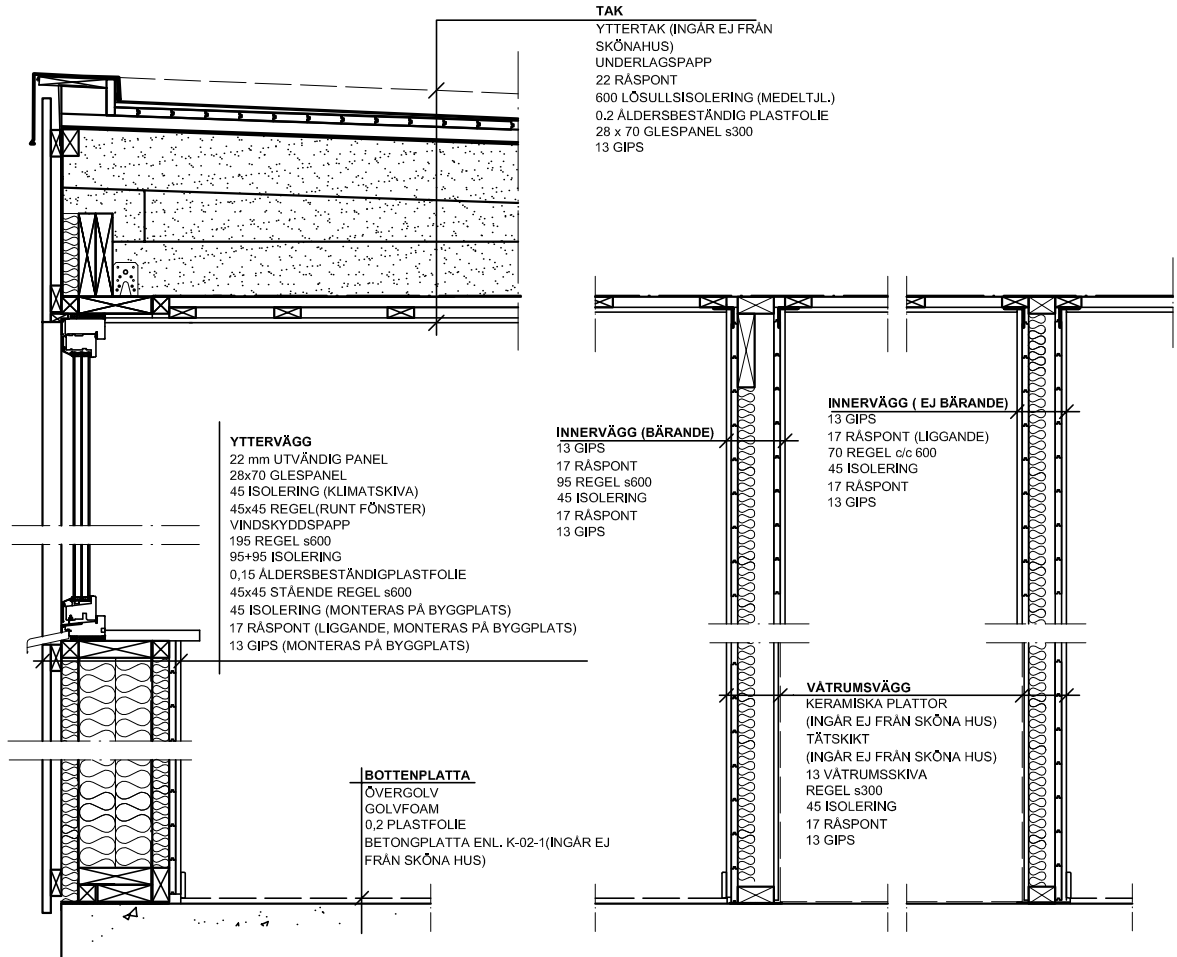 TAK
YTTERTAK (INGÅR EJ FRÅN
SKÖNAHUS)
UNDERLAGSPAPP
22 RÅSPONT
600 LÖSULLSISOLERING (MEDELTJL.)
0.2 ÅLDERSBESTÄNDIG PLASTFOLIE
28 x 70 GLESPANEL s300
13 GIPS
YTTERVÄGG
22 mm UTVÄNDIG PANEL
28x70 GLESPANEL
45 ISOLERING (KLIMATSKIVA)
45x45 REGEL(RUNT FÖNSTER)
VINDSKYDDSPAPP
195 REGEL s600
95+95 ISOLERING
0,15 ÅLDERSBESTÄNDIGPLASTFOLIE
45x45 STÅENDE REGEL s600
45 ISOLERING (MONTERAS PÅ BYGGPLATS)
17 RÅSPONT (LIGGANDE, MONTERAS PÅ BYGGPLATS)
13 GIPS (MONTERAS PÅ BYGGPLATS)
INNERVÄGG (BÄRANDE)
13 GIPS
17 RÅSPONT
95 REGEL s600
45 ISOLERING
17 RÅSPONT
13 GIPS
INNERVÄGG ( EJ BÄRANDE)
13 GIPS
17 RÅSPONT (LIGGANDE)
70 REGEL c/c 600
45 ISOLERING
17 RÅSPONT
13 GIPS
VÅTRUMSVÄGG
KERAMISKA PLATTOR
(INGÅR EJ FRÅN SKÖNA HUS)
TÄTSKIKT
(INGÅR EJ FRÅN SKÖNA HUS)
13 VÅTRUMSSKIVA
REGEL s300
45 ISOLERING
17 RÅSPONT
13 GIPS
BOTTENPLATTA
ÖVERGOLV
GOLVFOAM
0,2 PLASTFOLIE
BETONGPLATTA ENL. K-02-1(INGÅR EJ
FRÅN SKÖNA HUS)